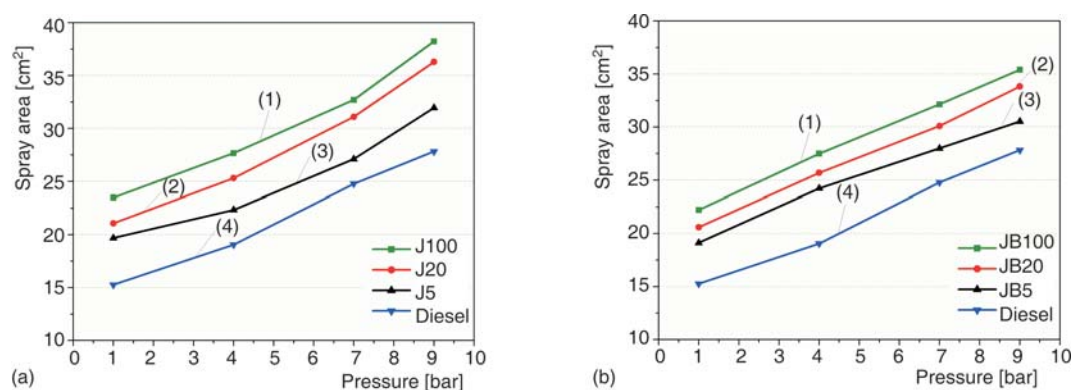 Spray area [cm²]
40
35
30
25
20
15
10
(1)
(2)
(3)
(4)
J100
J20
J5
Diesel
0 1 2 3 4 5 6 7 8 9 10
(a)
Pressure [bar]
Spray area [cm²]
40
35
30
25
20
15
10
(2)
(3)
(1)
(4)
JB100
JB20
JB5
Diesel
0 1 2 3 4 5 6 7 8 9 10
(b)
Pressure [bar]